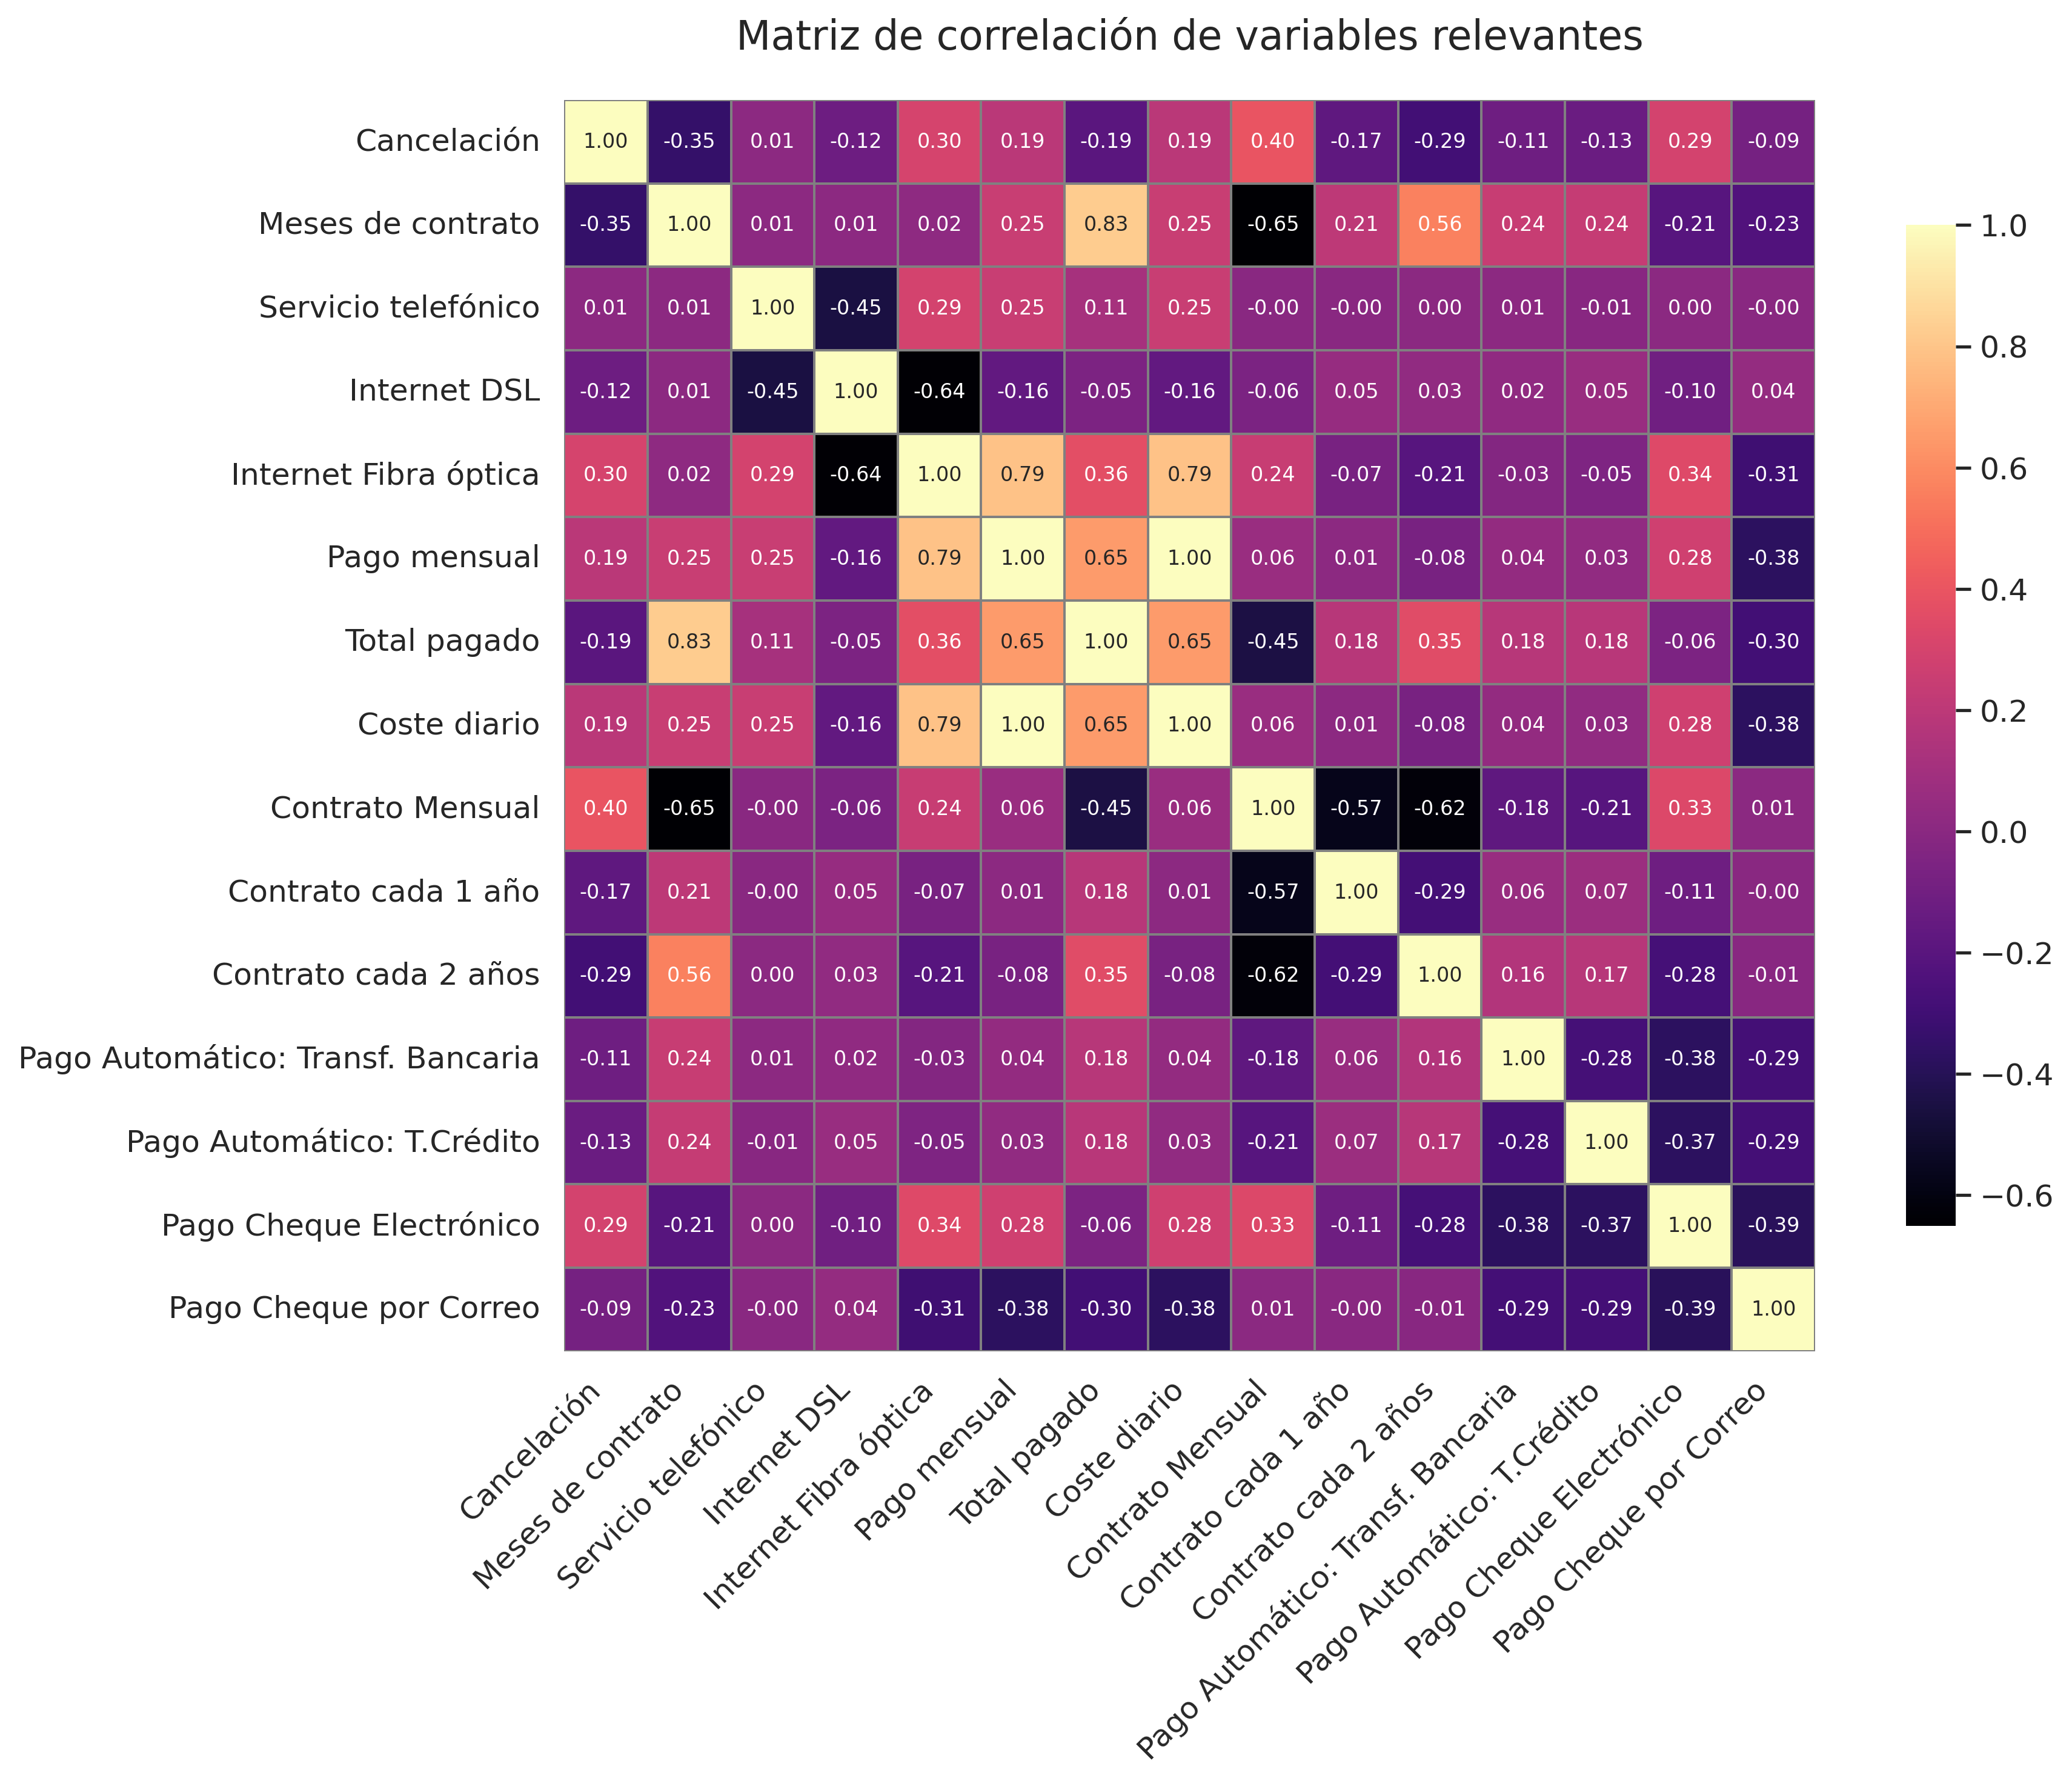 Matriz de correlación de variables relevantes
Cancelación 1.00 -0.35 0.01 -0.12 0.30 0.19 -0.19 0.19 0.40 -0.17 -0.29 -0.11 -0.13 0.29 -0.09
Meses de contrato -0.35 1.00 0.01 0.01 0.02 0.25 0.83 0.25 -0.65 0.21 0.56 0.24 0.24 -0.21 -0.23
Servicio telefónico 0.01 0.01 1.00 -0.45 0.29 0.25 0.11 0.25 -0.00 -0.00 0.00 0.01 -0.01 0.00 -0.00
Internet DSL -0.12 0.01 -0.45 1.00 -0.64 -0.16 -0.05 -0.16 -0.06 0.05 0.03 0.02 0.05 -0.10 0.04
Internet Fibra óptica 0.30 0.02 0.29 -0.64 1.00 0.79 0.36 0.79 0.24 -0.07 -0.21 -0.03 -0.05 0.34 -0.31
Pago mensual 0.19 0.25 0.25 -0.16 0.79 1.00 0.65 1.00 0.06 0.01 -0.08 0.04 0.03 0.28 -0.38
Total pagado -0.19 0.83 0.11 -0.05 0.36 0.65 1.00 0.65 -0.45 0.18 0.35 0.18 0.18 -0.06 -0.30
Coste diario 0.19 0.25 0.25 -0.16 0.79 1.00 0.65 1.00 0.06 0.01 -0.08 0.04 0.03 0.28 -0.38
Contrato Mensual 0.40 -0.65 -0.00 -0.06 0.24 0.06 -0.45 0.06 1.00 -0.57 -0.62 -0.18 -0.21 0.33 0.01
Contrato cada 1 año -0.17 0.21 -0.00 0.05 -0.07 0.01 0.18 0.01 -0.57 1.00 -0.29 0.06 0.07 -0.11 -0.00
Contrato cada 2 años -0.29 0.56 0.00 0.03 -0.21 -0.08 0.35 -0.08 -0.62 -0.29 1.00 0.16 0.17 -0.28 -0.01
Pago Automático: Transf. Bancaria -0.11 0.24 0.01 0.02 -0.03 0.04 0.18 0.04 -0.18 0.06 0.16 1.00 -0.28 -0.38 -0.29
Pago Automático: T.Crédito -0.13 0.24 -0.01 0.05 -0.05 0.03 0.18 0.03 -0.21 0.07 0.17 -0.28 1.00 -0.37 -0.29
Pago Cheque Electrónico 0.29 -0.21 0.00 -0.10 0.34 0.28 -0.06 0.28 0.33 -0.11 -0.28 -0.38 -0.37 1.00 -0.39
Pago Cheque por Correo -0.09 -0.23 -0.00 0.04 -0.31 -0.38 -0.30 -0.38 0.01 -0.00 -0.01 -0.29 -0.29 -0.39 1.00
Cancelación
Meses de contrato
Servicio telefónico
Internet DSL
Internet Fibra óptica
Pago mensual
Total pagado
Coste diario
Contrato Mensual
Contrato cada 1 año
Contrato cada 2 años
Pago Automático: Transf. Bancaria
Pago Automático: T.Crédito
Pago Cheque Electrónico
Pago Cheque por Correo
1.0
0.8
0.6
0.4
0.2
0.0
−0.2
−0.4
−0.6